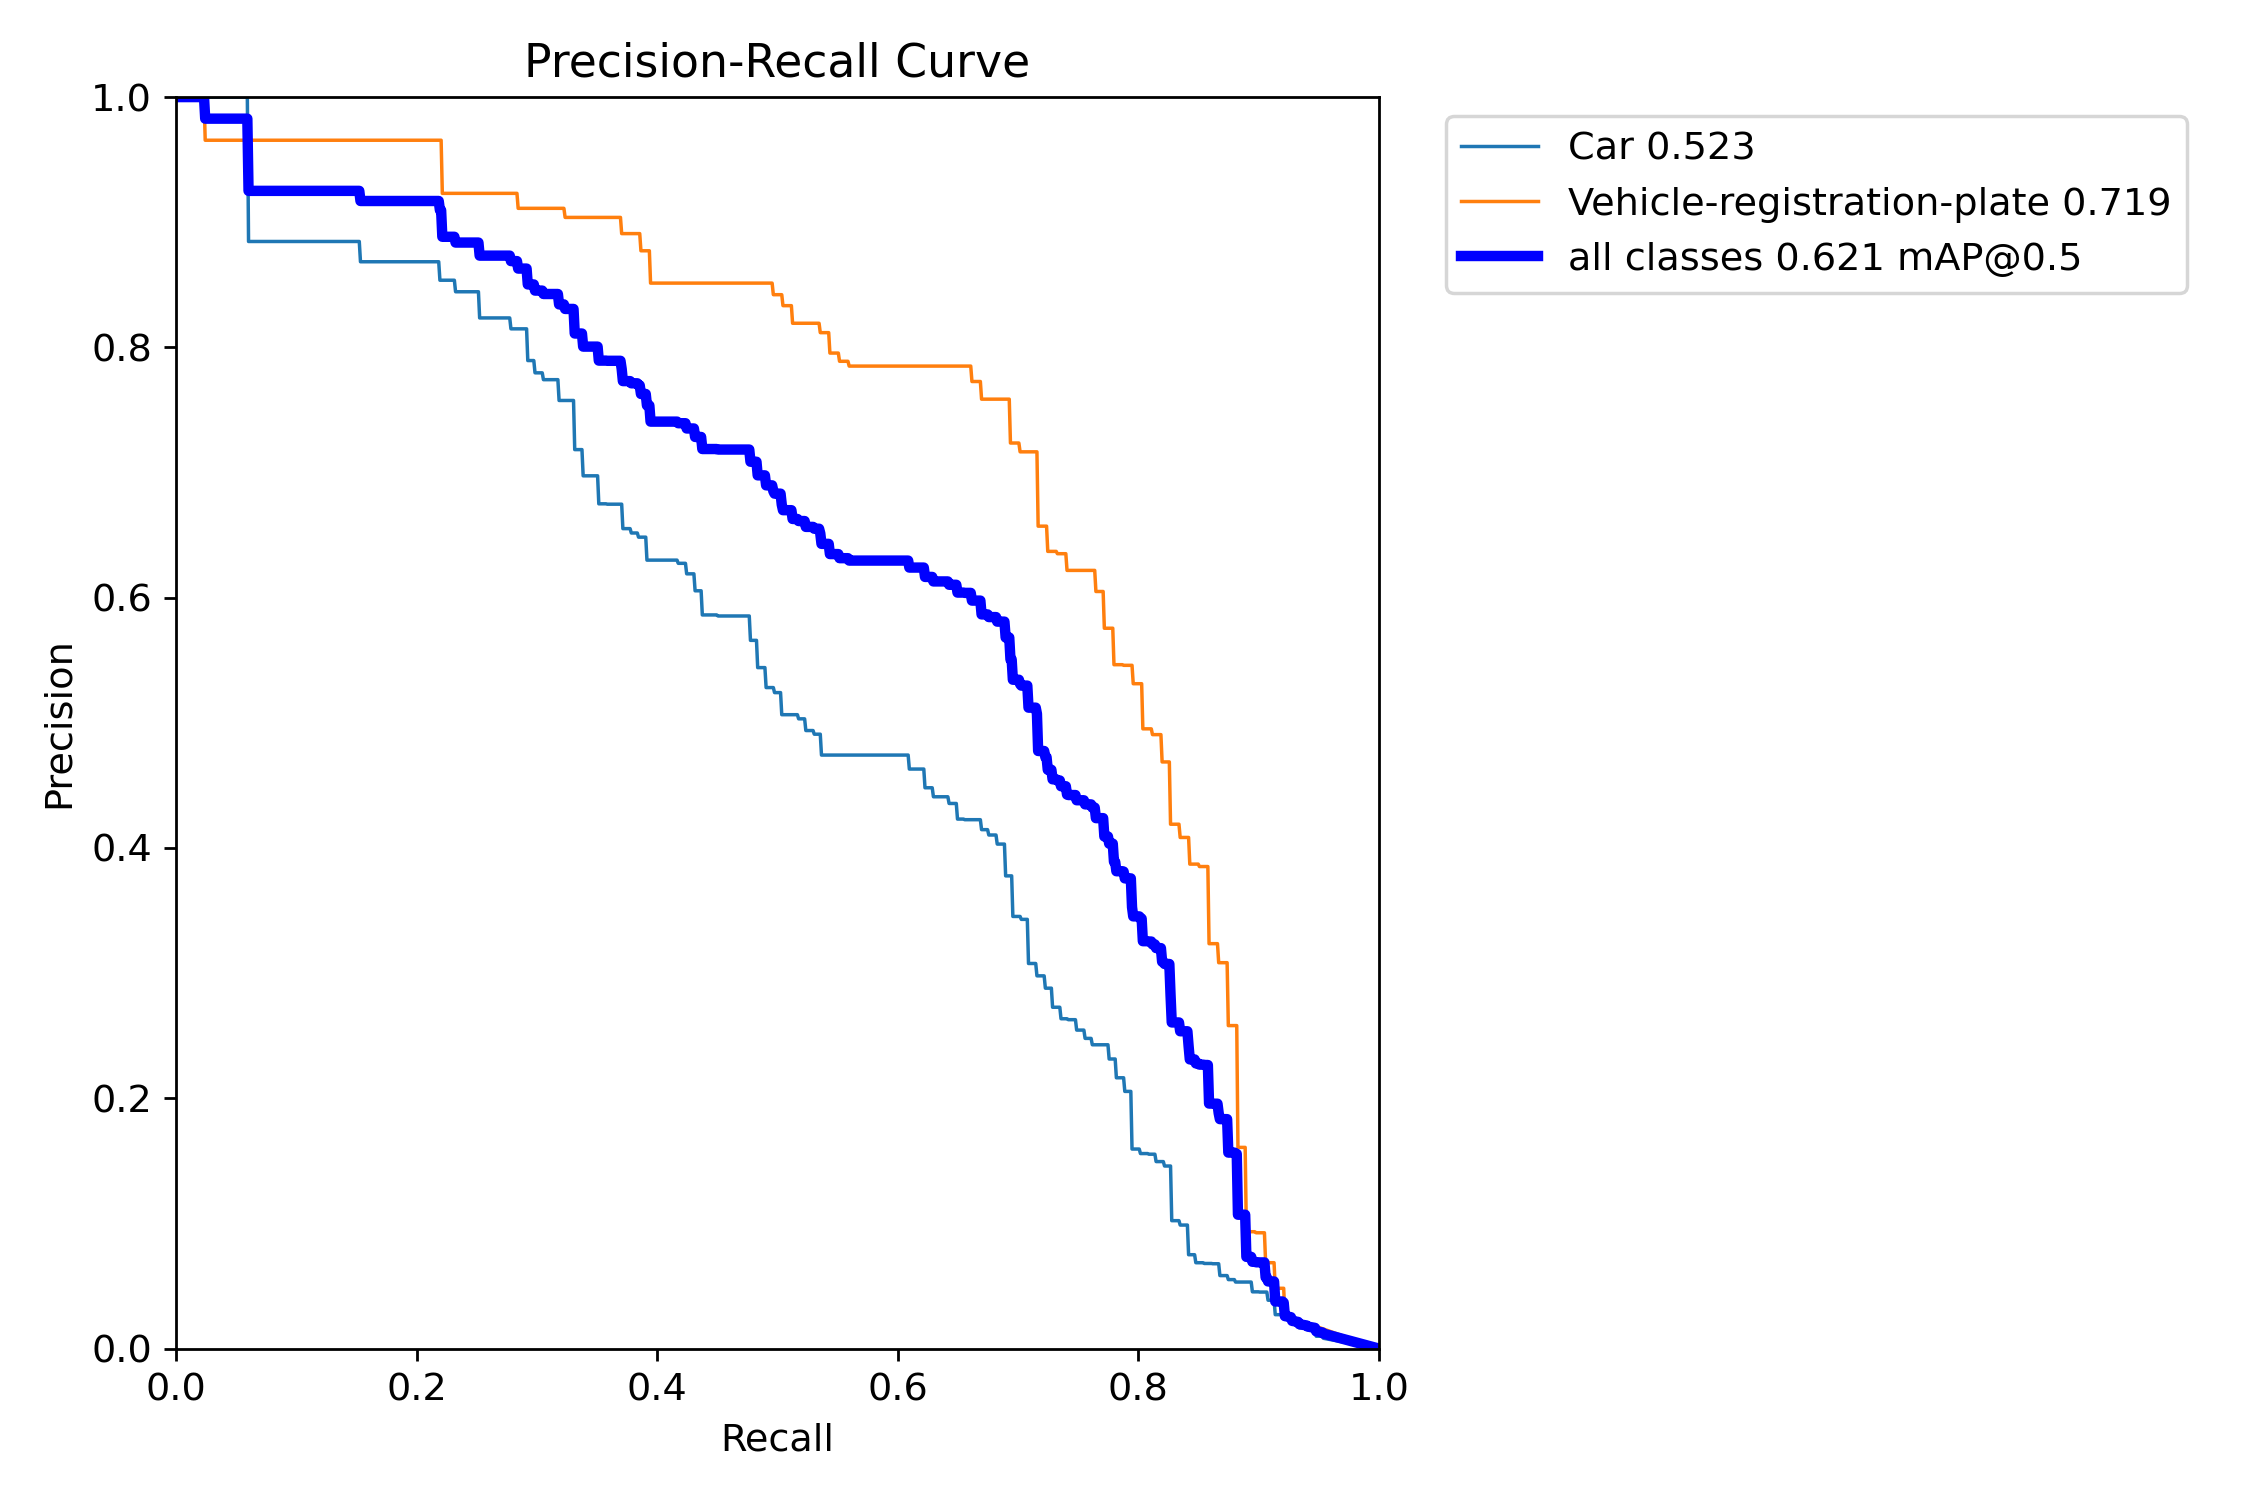 Precision-Recall Curve
Car 0.523
Vehicle-registration-plate 0.719
all classes 0.621 mAP@0.5
1.0
0.8
0.6
0.4
0.2
0.0
Precision
0.0 0.2 0.4 0.6 0.8 1.0
Recall